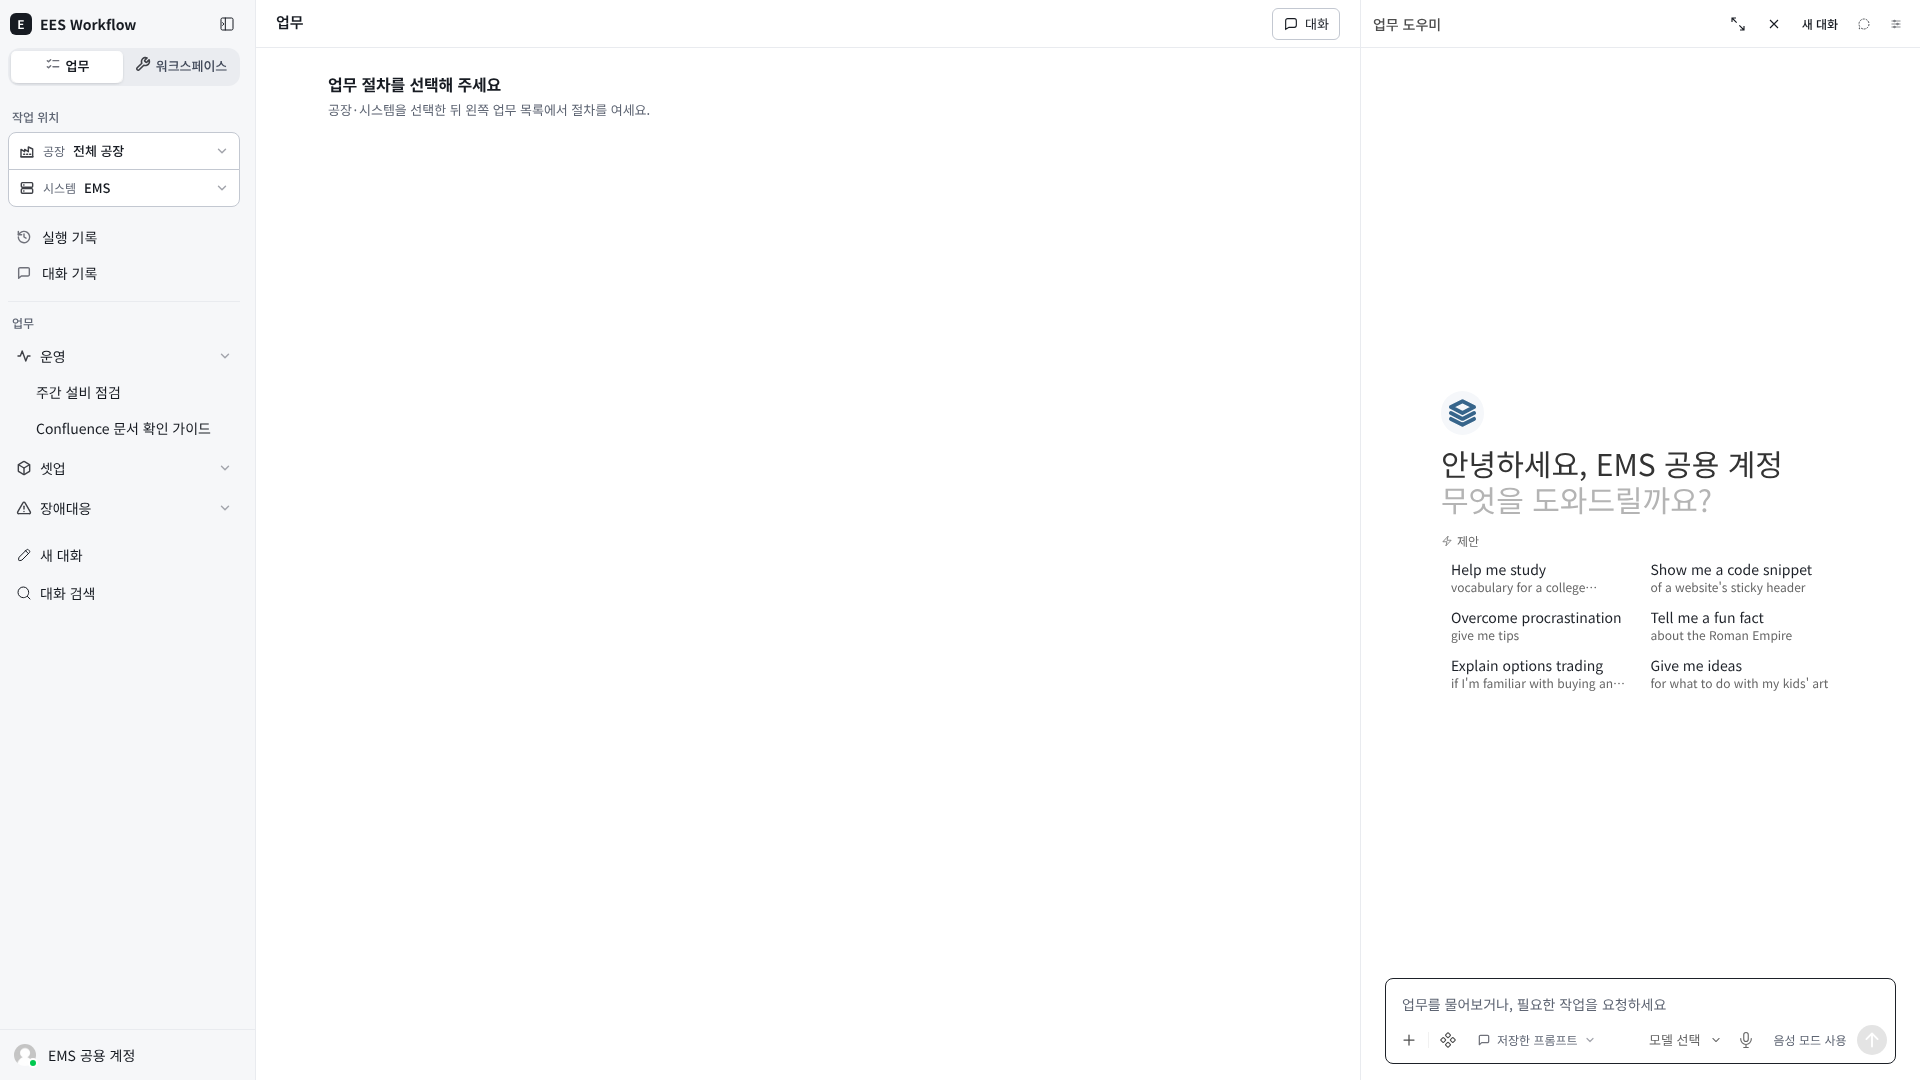 E EES Workflow
업무
워크스페이스
작업 위치
공장 전체 공장
시스템 EMS
실행 기록
대화 기록
업무
운영
주간 설비 점검
Confluence 문서 확인 가이드
셋업
장애대응
새 대화
대화 검색
EMS 공용 계정
업무
대화
업무 절차를 선택해 주세요
공장·시스템을 선택한 뒤 왼쪽 업무 목록에서 절차를 여세요.
업무 도우미
새 대화
안녕하세요, EMS 공용 계정
무엇을 도와드릴까요?
제안
Help me study
vocabulary for a college…
Show me a code snippet
of a website's sticky header
Overcome procrastination
give me tips
Tell me a fun fact
about the Roman Empire
Explain options trading
if I'm familiar with buying an…
Give me ideas
for what to do with my kids' art
업무를 물어보거나, 필요한 작업을 요청하세요
저장한 프롬프트
모델 선택
음성 모드 사용